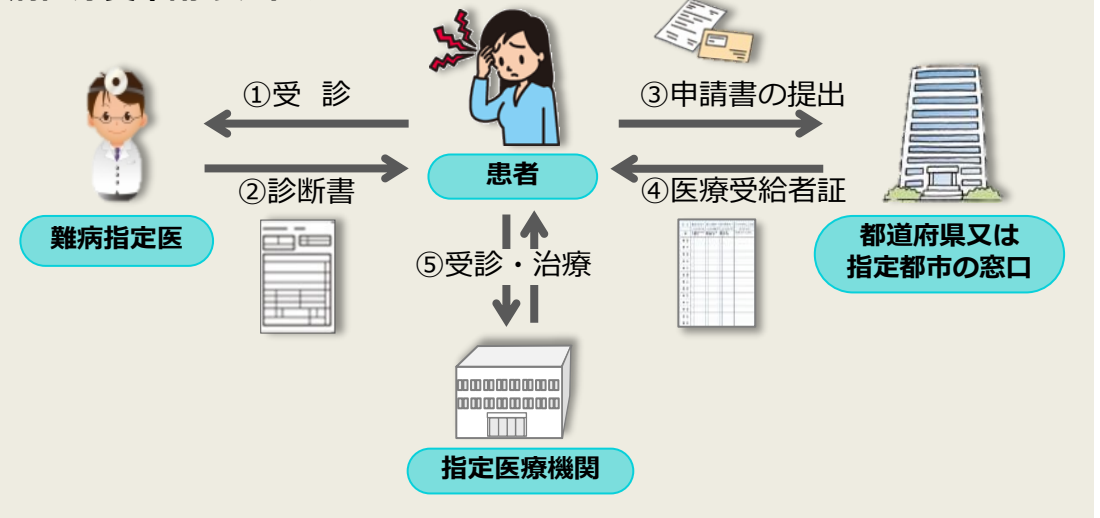 ①受　診
②診断書
③申請書の提出
④医療受給者証
患者
難病指定医
都道府県又は
指定都市の窓口
⑤受診・治療
指定医療機関